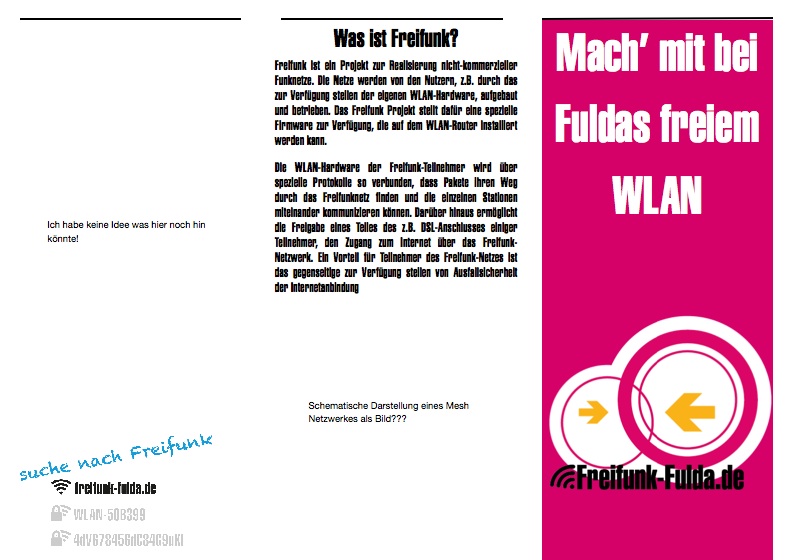 Ich habe keine Idee was hier noch hin
könnte!
suche nach Freifunk
freifunk-fulda.de
WLAN-508399
4dV678456dC84G9uKI
Was ist Freifunk?
Freifunk ist ein Projekt zur Realisierung nicht-kommerzieller
Funknetze. Die Netze werden von den Nutzern, z.B. durch das
zur Verfügung stellen der eigenen WLAN-Hardware, aufgebaut
und betrieben. Das Freifunk Projekt stellt dafür eine spezielle
Firmware zur Verfügung, die auf dem WLAN-Router installiert
werden kann.
Die WLAN-Hardware der Freifunk-Teilnehmer wird über
spezielle Protokolle so verbunden, dass Pakete ihren Weg
durch das Freifunknetz finden und die einzelnen Stationen
miteinander kommunizieren können. Darüber hinaus ermöglicht
die Freigabe eines Teiles des z.B. DSL-Anschlusses einiger
Teilnehmer, den Zugang zum Internet über das Freifunk-
Netzwerk. Ein Vorteil für Teilnehmer des Freifunk-Netzes ist
das gegenseitige zur Verfügung stellen von Ausfallsicherheit
der Internetanbindung
Schematische Darstellung eines Mesh
Netzwerkes als Bild???
Mach' mit bei
Fuldas freiem
WLAN
Freifunk-Fulda.de